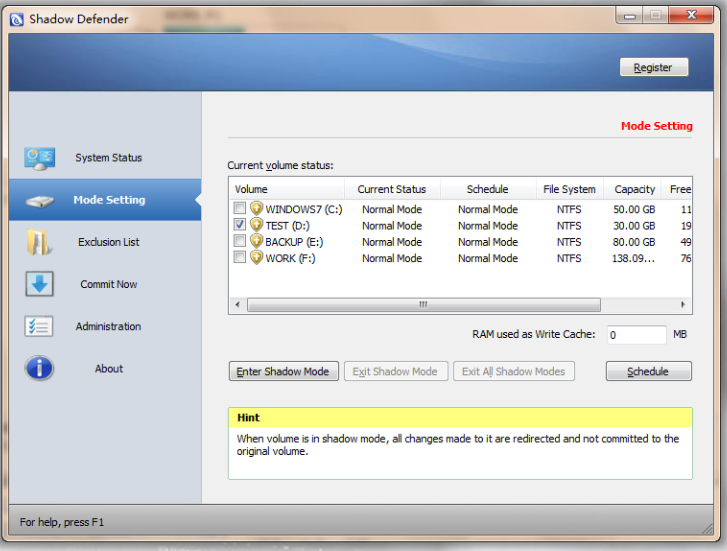 Shadow Defender
Register
Mode Setting
System Status
Mode Setting
Exclusion List
Commit Now
Administration
About
Current volume status:
Volume Current Status Schedule File System Capacity Free
WINDOWS7 (C:) Normal Mode Normal Mode NTFS 50.00 GB 11
TEST (D:) Normal Mode Normal Mode NTFS 30.00 GB 19
BACKUP (E:) Normal Mode Normal Mode NTFS 80.00 GB 49
WORK (F:) Normal Mode Normal Mode NTFS 138.09... 76
RAM used as Write Cache: 0 MB
Enter Shadow Mode Exit Shadow Mode Exit All Shadow Modes Schedule
Hint
When volume is in shadow mode, all changes made to it are redirected and not committed to the
original volume.
For help, press F1